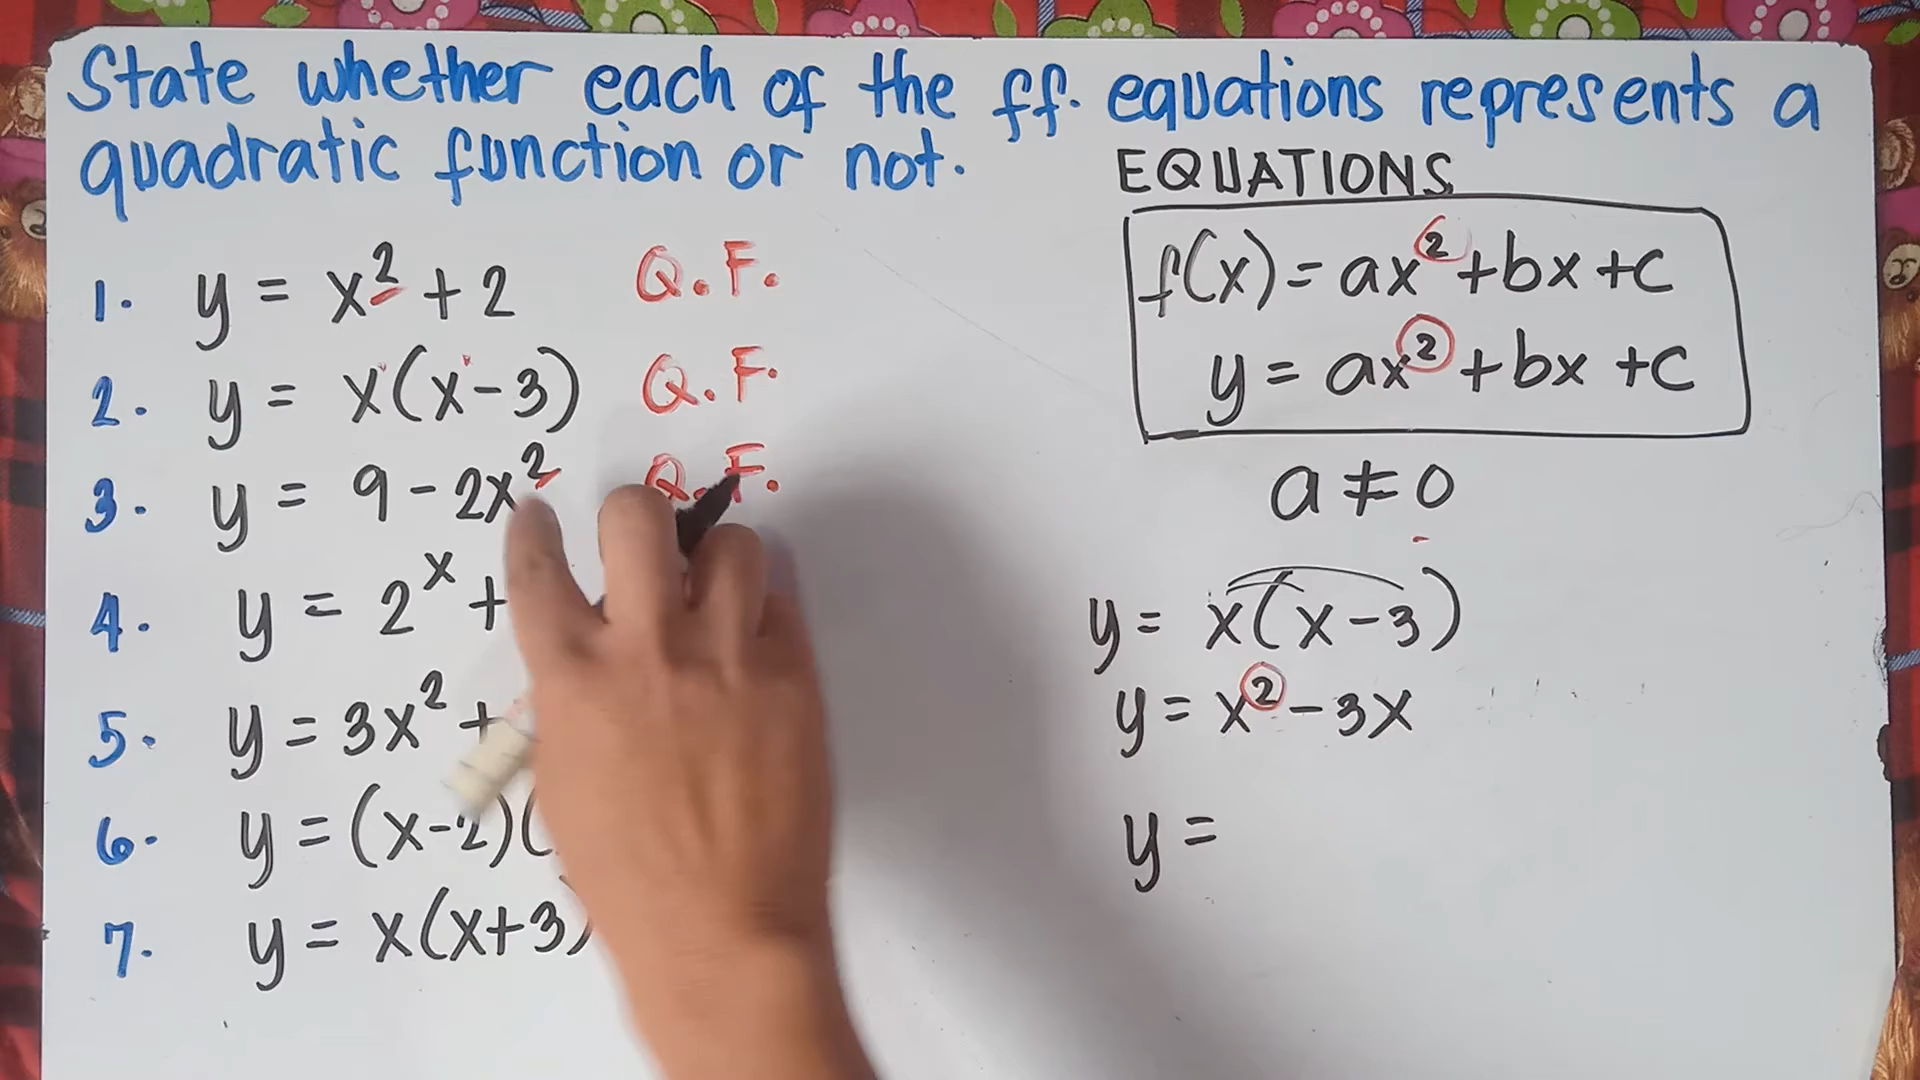 State whether each of the ff. equations represents a
quadratic function or not.
EQUATIONS
f(x) = ax² + bx + c
y = ax² + bx + c
a ≠ 0
1. y = x² + 2 Q.F.
2. y = x(x - 3) Q.F.
3. y = 9 - 2x² Q.F.
4. y = 2ˣ +
5. y = 3x² +
6. y = (x - 2)(
7. y = x(x + 3)
y = x(x - 3)
y = x² - 3x
y =